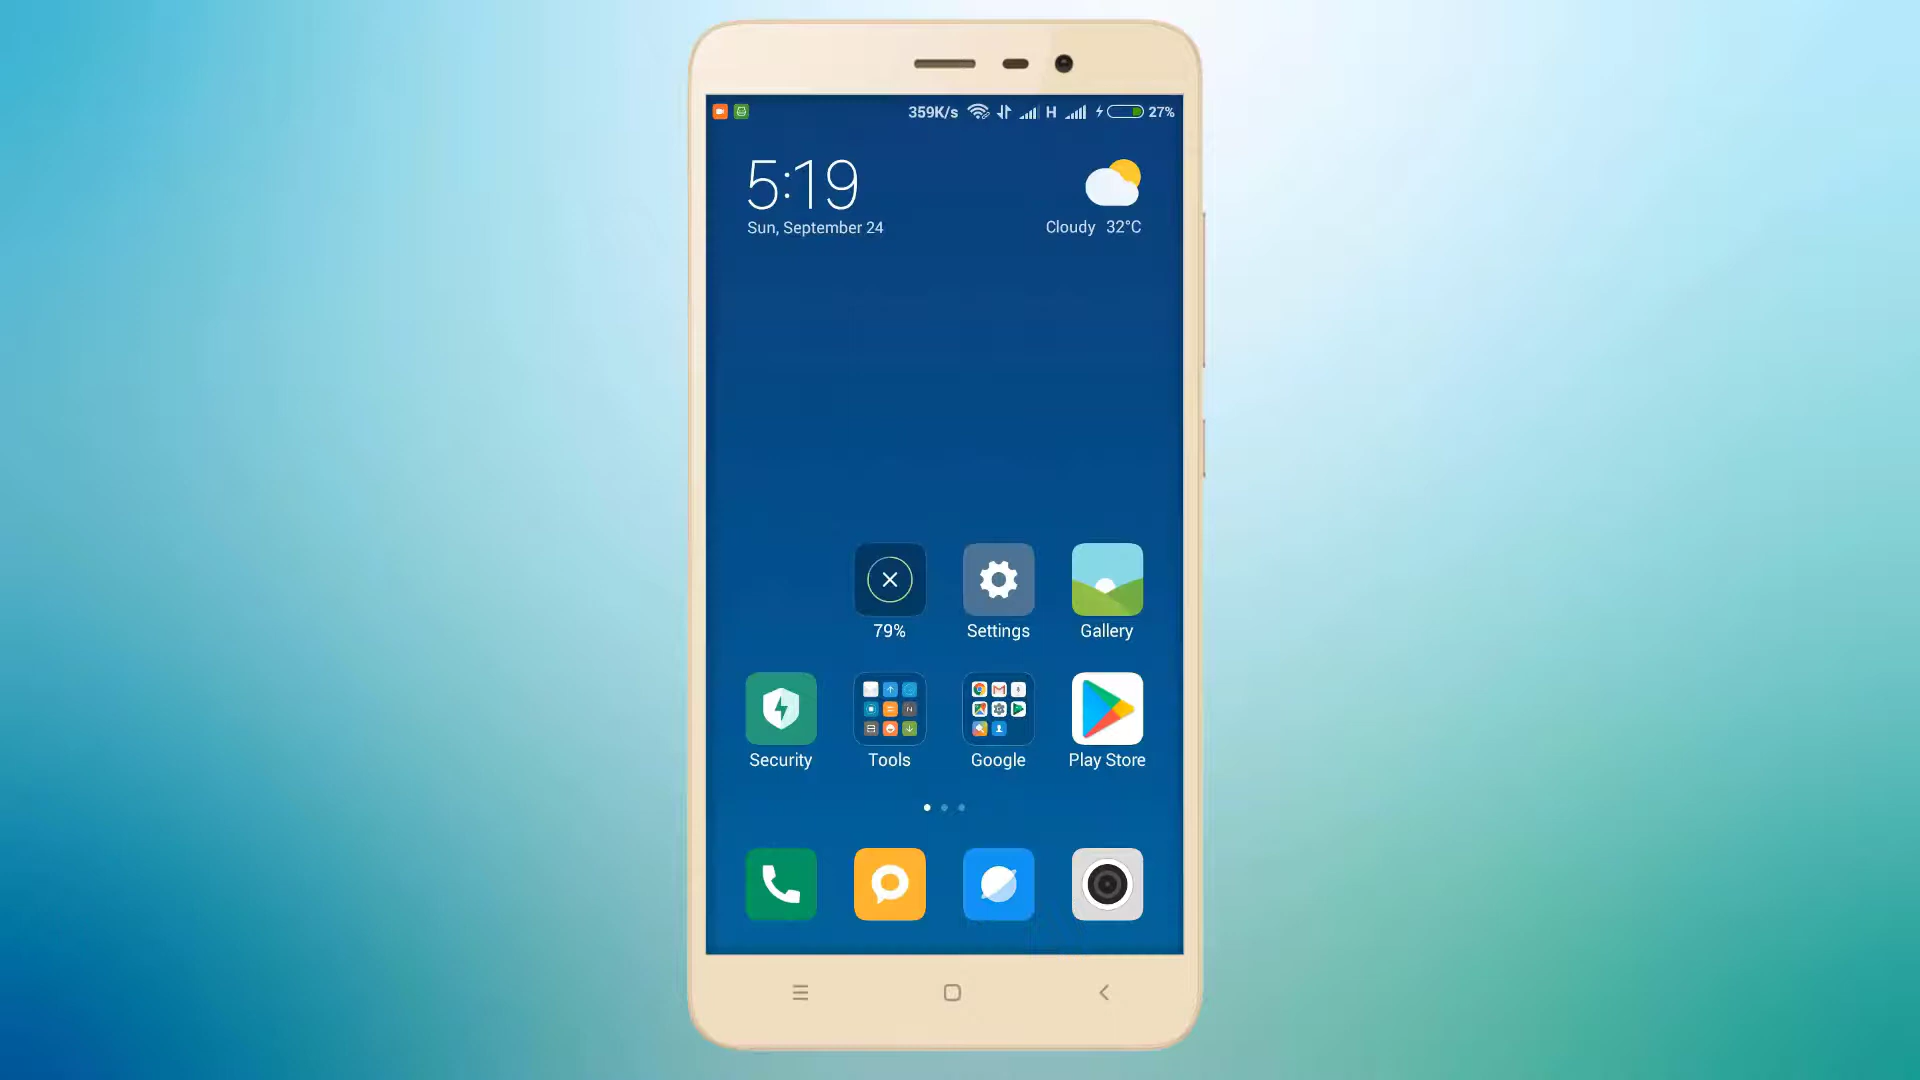 359K/s H 27%
5:19
Sun, September 24
Cloudy 32°C
79% Settings Gallery
Security Tools Google Play Store